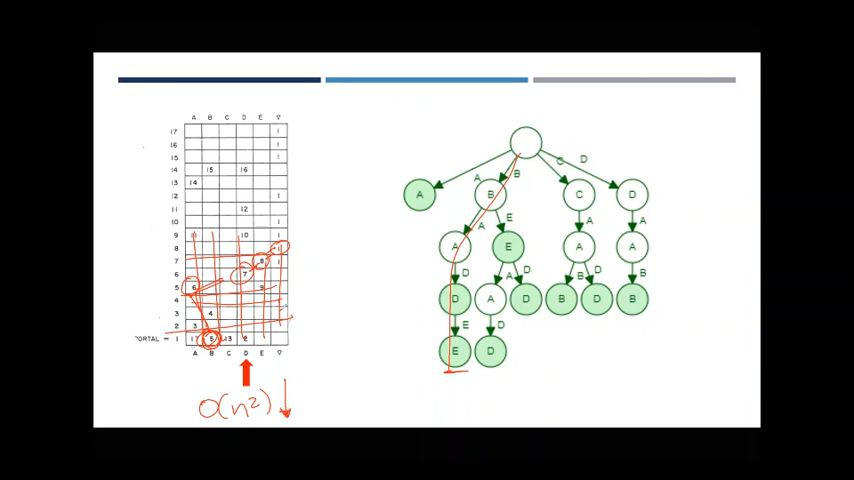 A B C D E ∇
17 1
16 1
15 1
14 15 16
13 14
12 1
11 12
10 1
9 11 10 1
8 1
7 8 1
6 7
5 6 9
4
3 4
2 3
PORTAL = 1 1 5 13 2
A B C D E ∇
O(n²)
A B C D
A B C D
A E A A
A E A A
D A D B D B
D A D B D B
E D
E D